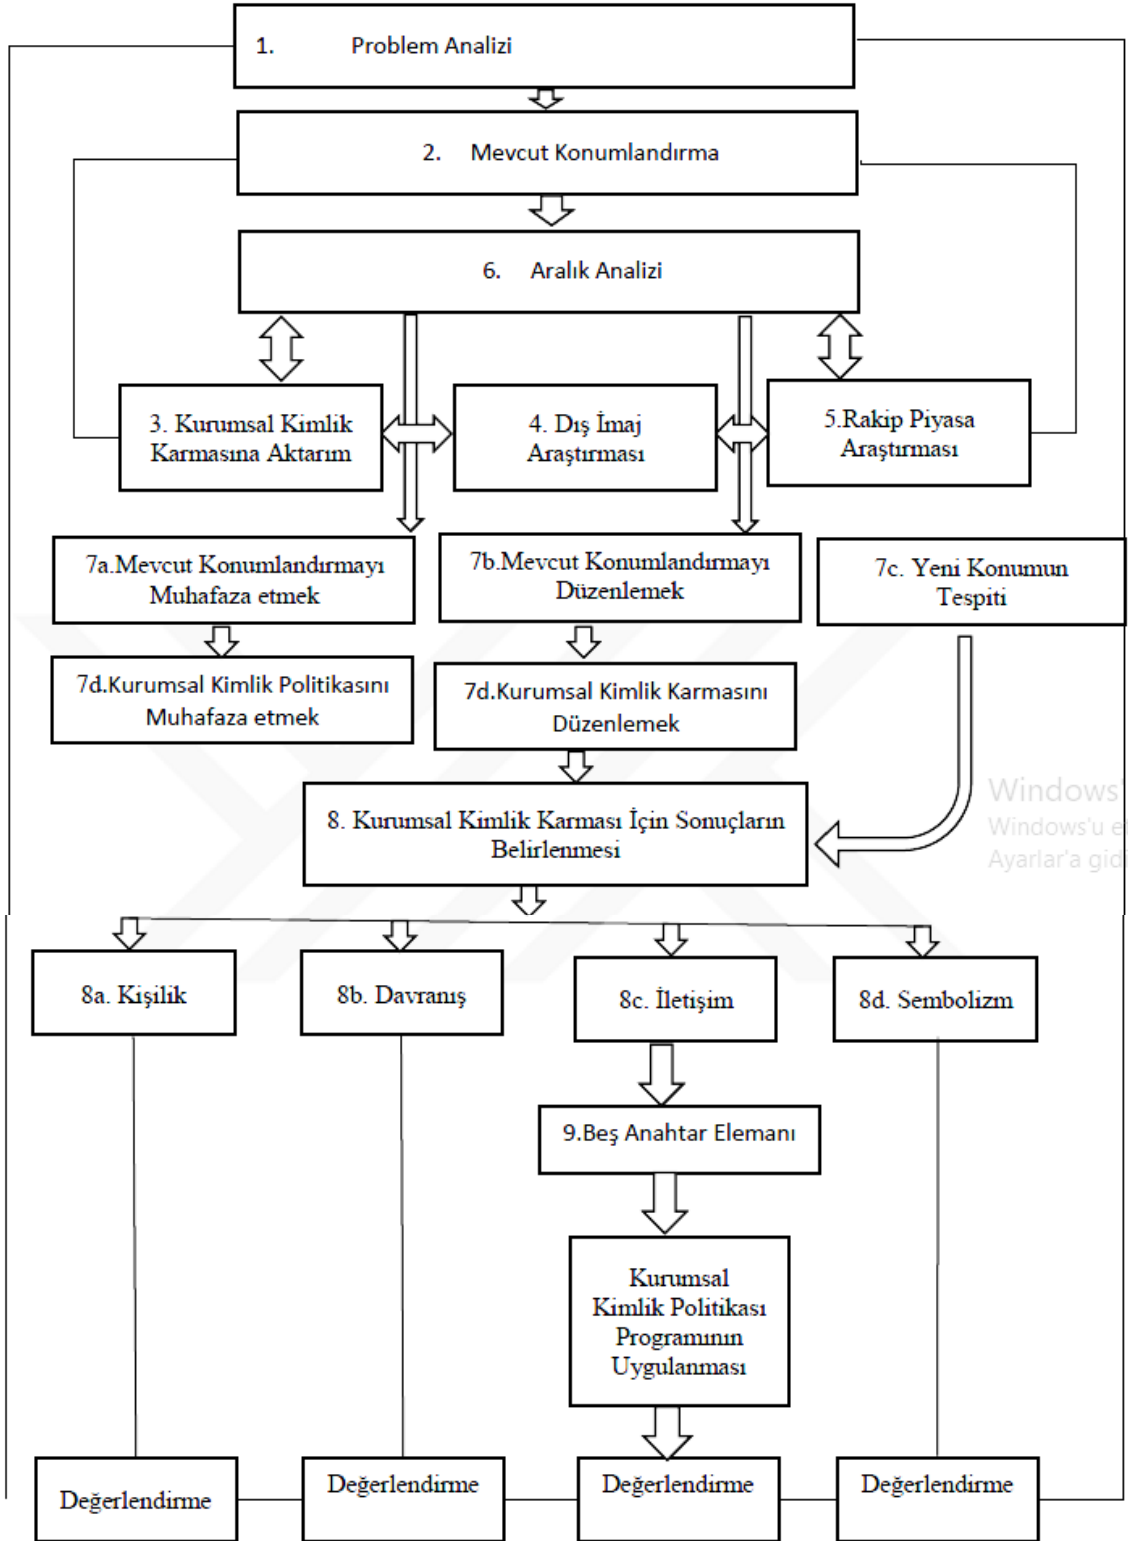 1. Problem Analizi
2. Mevcut Konumlandırma
6. Aralık Analizi
3. Kurumsal Kimlik
Karmasına Aktarım
4. Dış İmaj
Araştırması
5.Rakip Piyasa
Araştırması
7a.Mevcut Konumlandırmayı
Muhafaza etmek
7b.Mevcut Konumlandırmayı
Düzenlemek
7c. Yeni Konumun
Tespiti
7d.Kurumsal Kimlik Politikasını
Muhafaza etmek
7d.Kurumsal Kimlik Karmasını
Düzenlemek
8. Kurumsal Kimlik Karması İçin Sonuçların
Belirlenmesi
Windows'
Windows'u e
Ayarlar'a gidi
8a. Kişilik
8b. Davranış
8c. İletişim
8d. Sembolizm
9.Beş Anahtar Elemanı
Kurumsal
Kimlik Politikası
Programının
Uygulanması
Değerlendirme
Değerlendirme
Değerlendirme
Değerlendirme